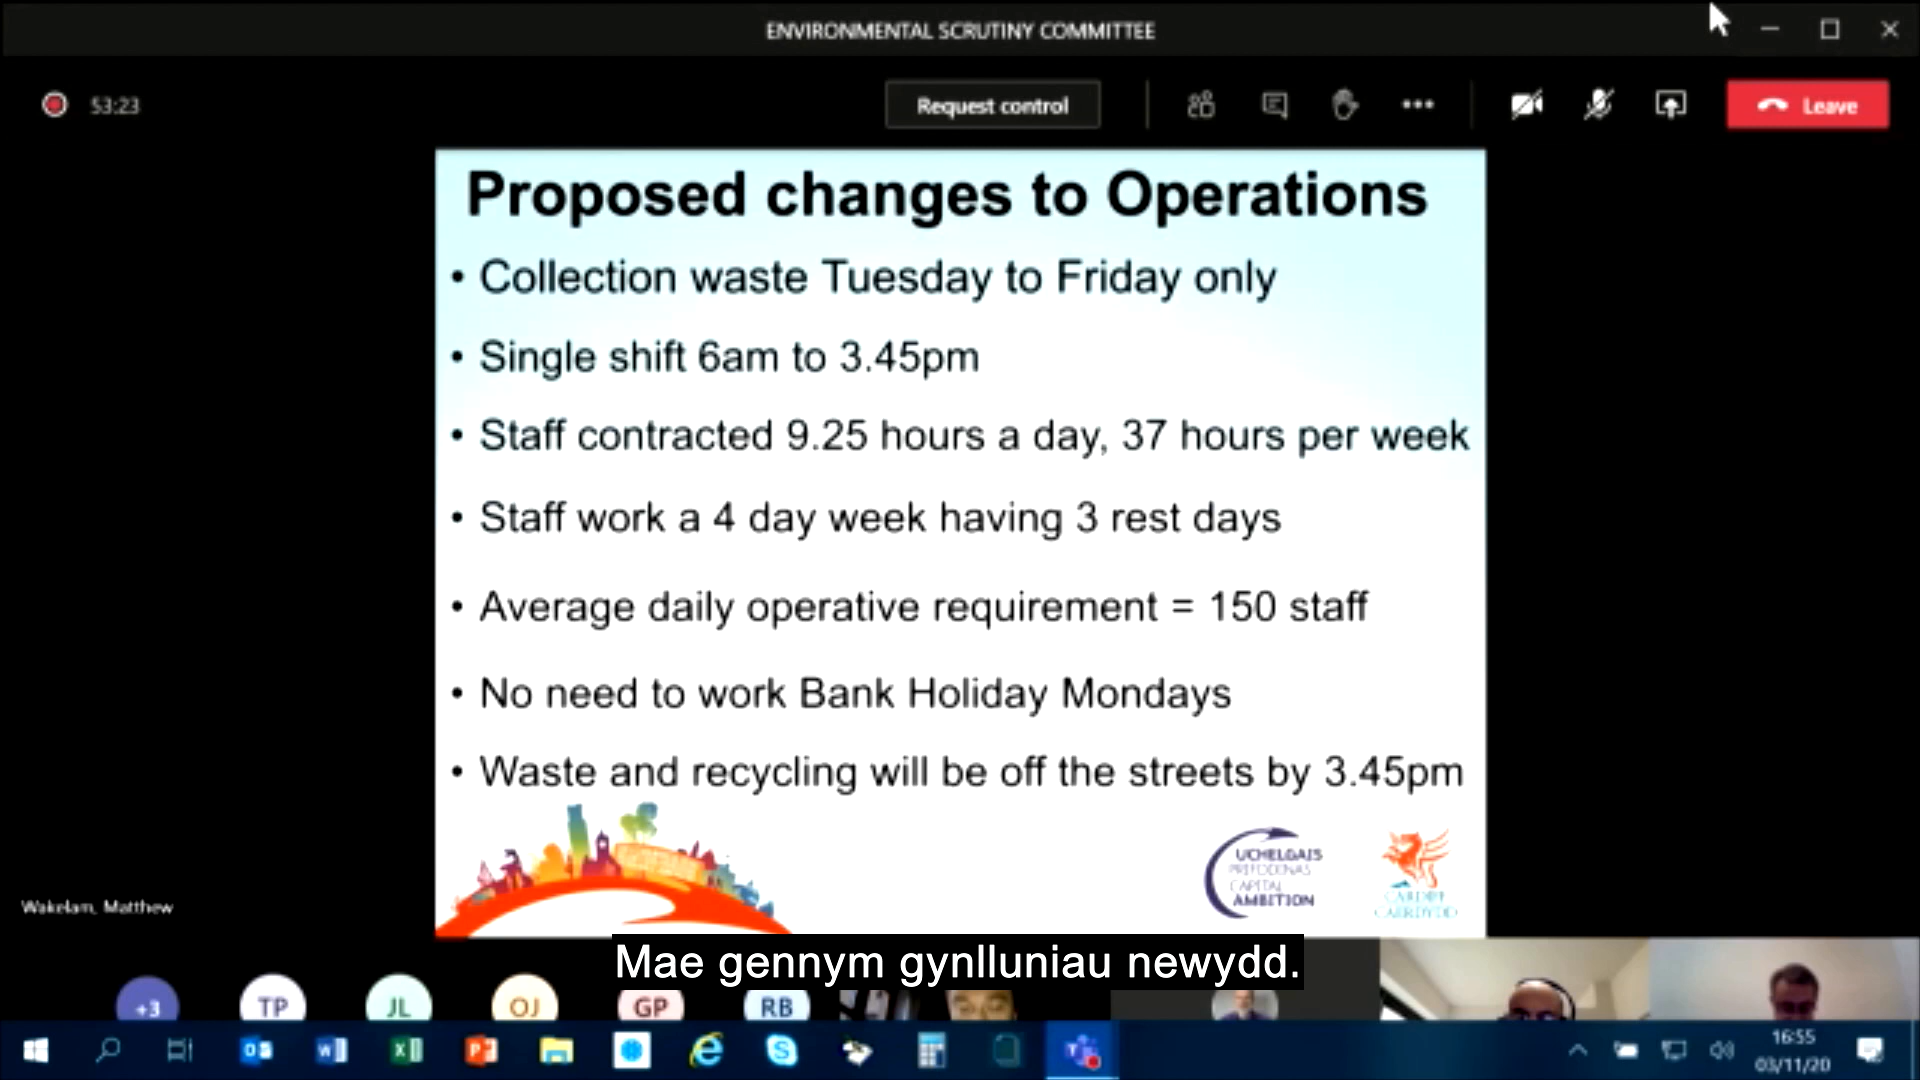 ENVIRONMENTAL SCRUTINY COMMITTEE
53:23
Request control
Leave
Proposed changes to Operations
• Collection waste Tuesday to Friday only
• Single shift 6am to 3.45pm
• Staff contracted 9.25 hours a day, 37 hours per week
• Staff work a 4 day week having 3 rest days
• Average daily operative requirement = 150 staff
• No need to work Bank Holiday Mondays
• Waste and recycling will be off the streets by 3.45pm
UCHELGAIS
PRIFDDINAS
CAPITAL
AMBITION
CARDIFF
CAERDYDD
Wakelam, Matthew
Mae gennym gynlluniau newydd.
+3
TP
JL
OJ
GP
RB
16:55
03/11/20